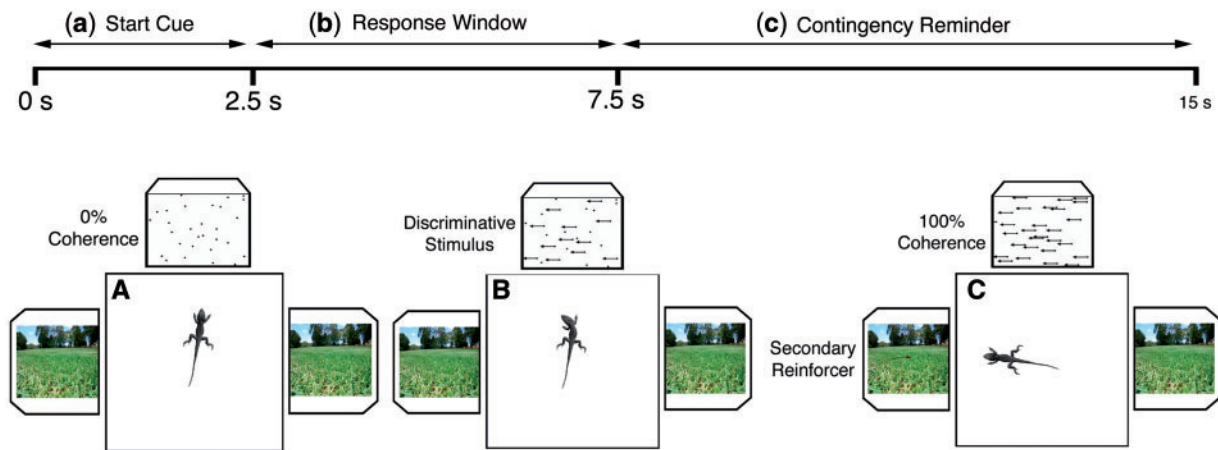 (a) Start Cue
(b) Response Window
(c) Contingency Reminder
0 s
2.5 s
7.5 s
15 s
0%
Coherence
Discriminative
Stimulus
100%
Coherence
A
B
C
Secondary
Reinforcer